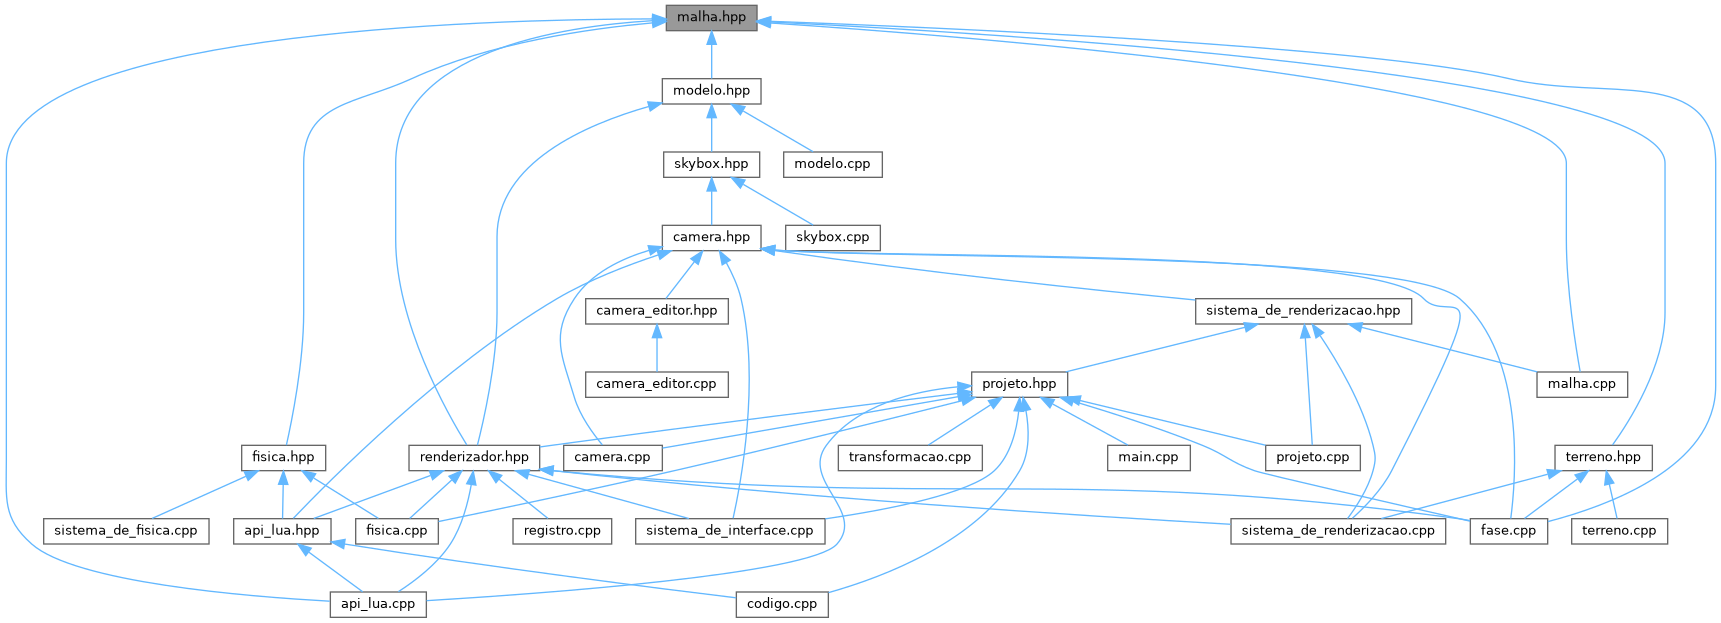 malha.hpp
modelo.hpp
skybox.hpp
modelo.cpp
camera.hpp
skybox.cpp
camera_editor.hpp
sistema_de_renderizacao.hpp
camera_editor.cpp
projeto.hpp
malha.cpp
fisica.hpp
renderizador.hpp
camera.cpp
transformacao.cpp
main.cpp
projeto.cpp
terreno.hpp
sistema_de_fisica.cpp
api_lua.hpp
fisica.cpp
registro.cpp
sistema_de_interface.cpp
sistema_de_renderizacao.cpp
fase.cpp
terreno.cpp
api_lua.cpp
codigo.cpp